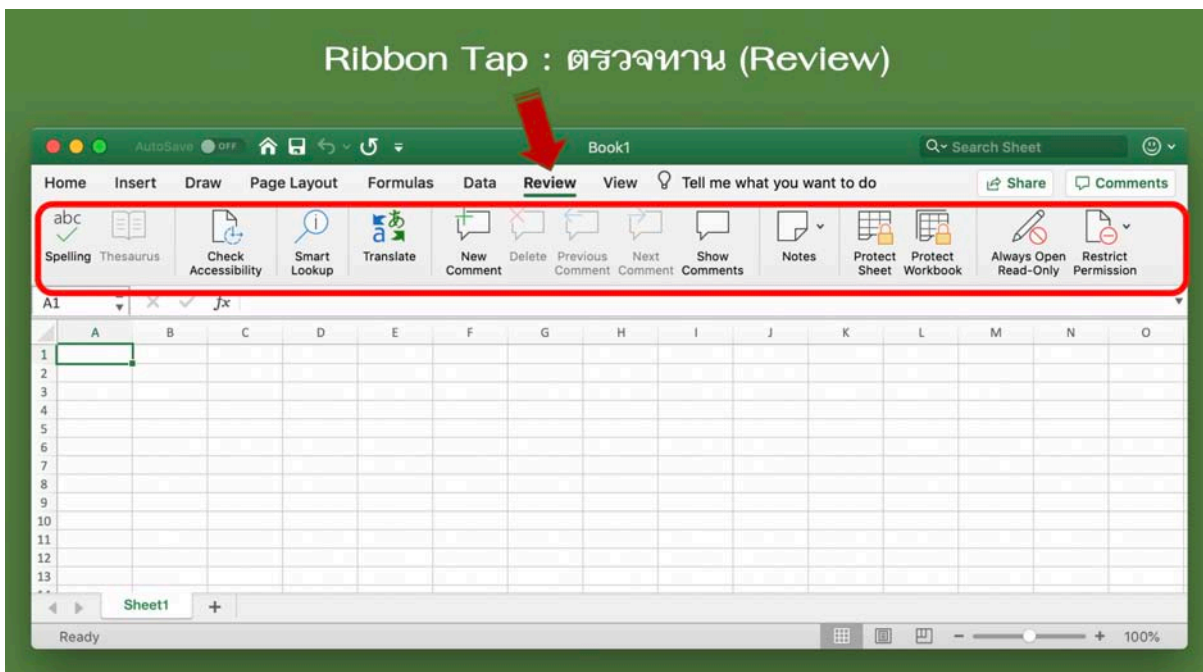 Ribbon Tap : ตรวจทาน (Review)
AutoSave OFF Book1 Search Sheet
Home Insert Draw Page Layout Formulas Data Review View Tell me what you want to do Share Comments
abc
Spelling Thesaurus Check Smart Translate New Delete Previous Next Show Notes Protect Protect Always Open Restrict
Accessibility Lookup Comment Comment Comment Comments Sheet Workbook Read-Only Permission
A1 fx
A B C D E F G H I J K L M N O
1
2
3
4
5
6
7
8
9
10
11
12
13
Sheet1 +
Ready 100%